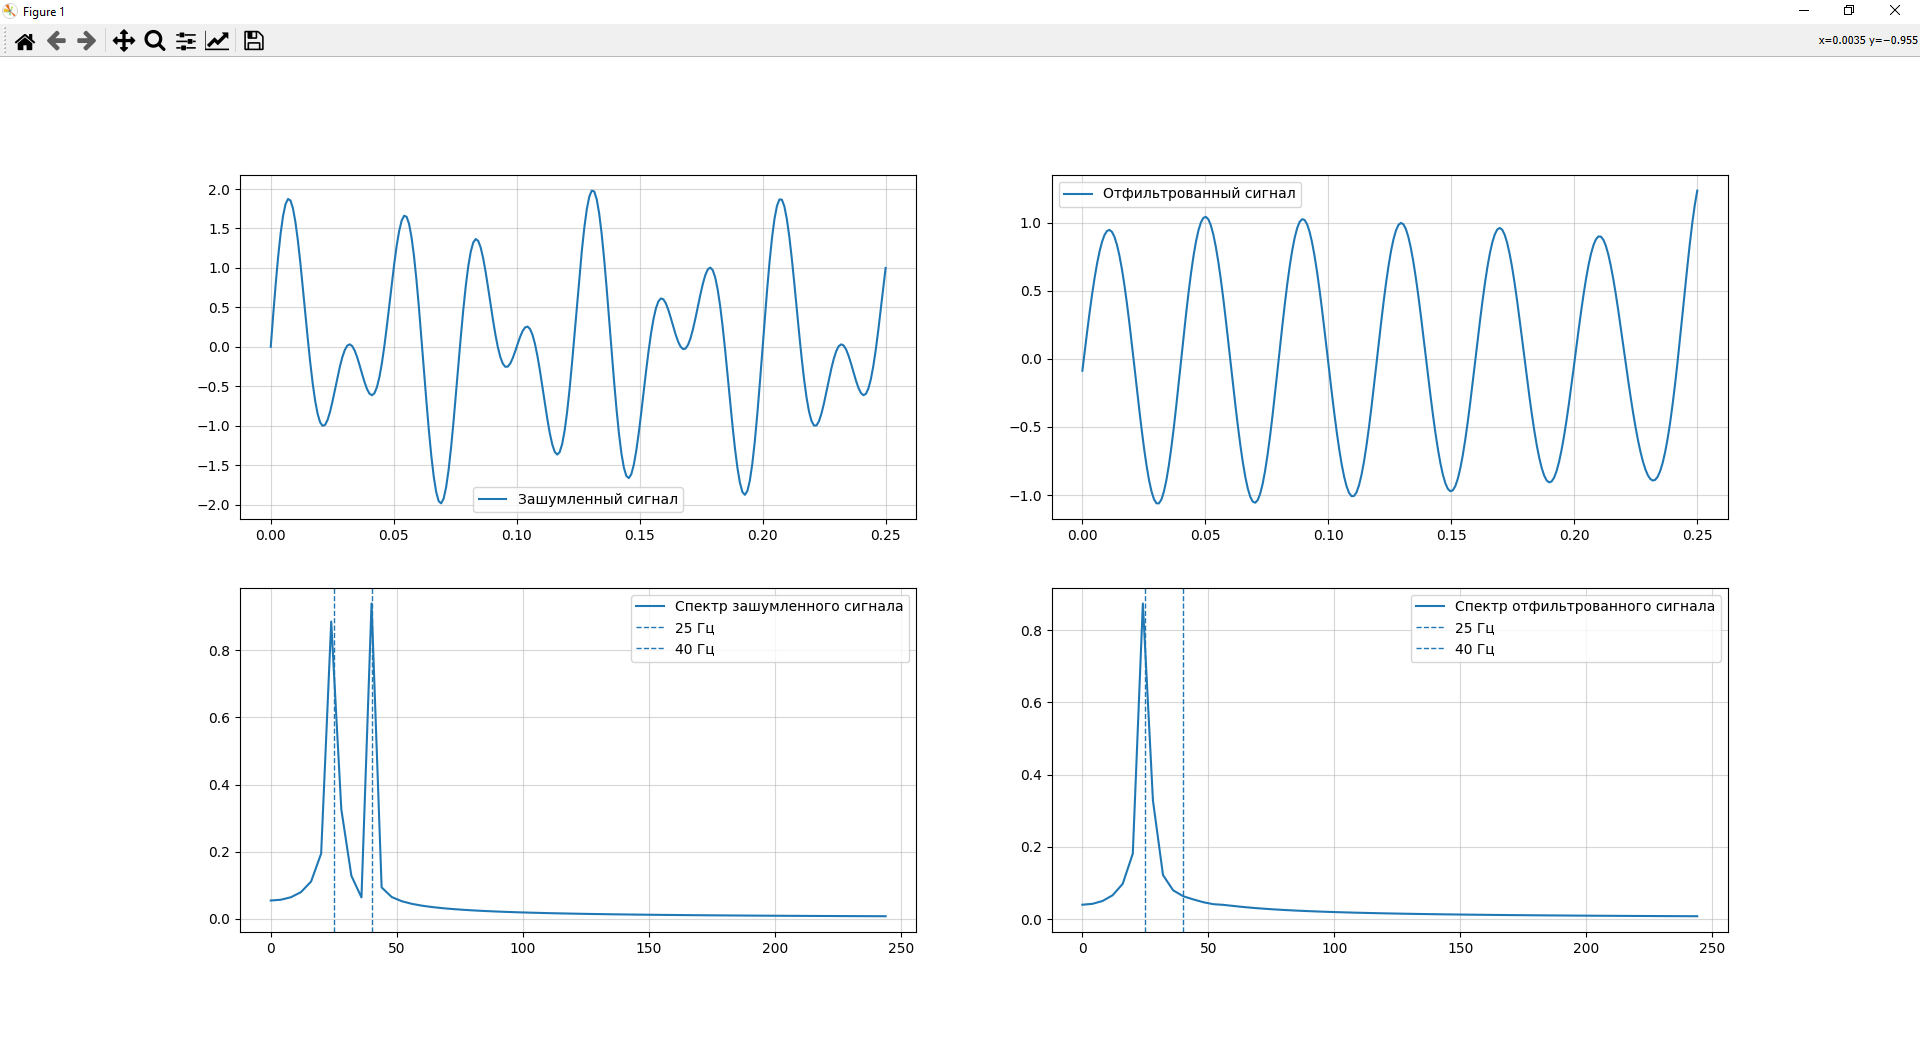 Figure 1
x=0.0035 y=−0.955
2.0
1.5
1.0
0.5
0.0
−0.5
−1.0
−1.5
−2.0
Зашумленный сигнал
0.00 0.05 0.10 0.15 0.20 0.25
Отфильтрованный сигнал
1.0
0.5
0.0
−0.5
−1.0
0.00 0.05 0.10 0.15 0.20 0.25
Спектр зашумленного сигнала
25 Гц
40 Гц
0.8
0.6
0.4
0.2
0.0
0 50 100 150 200 250
Спектр отфильтрованного сигнала
25 Гц
40 Гц
0.8
0.6
0.4
0.2
0.0
0 50 100 150 200 250